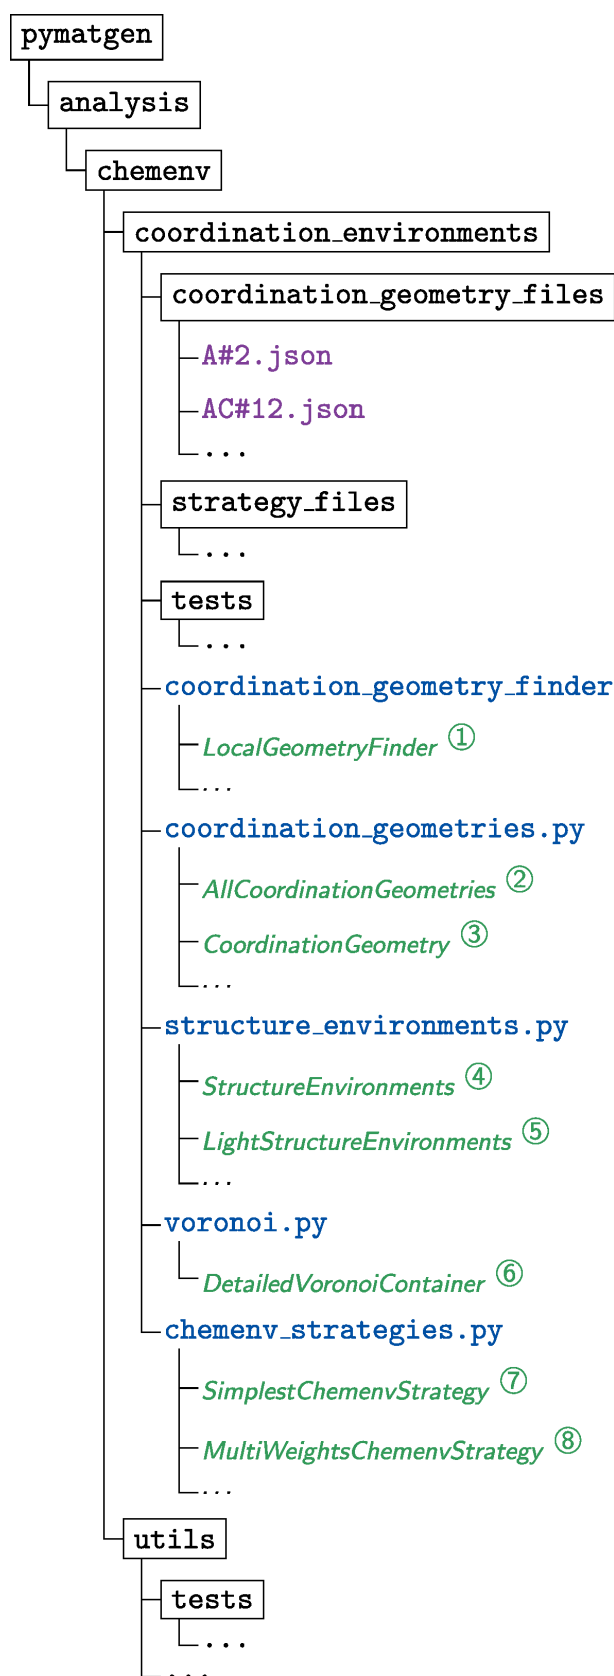 pymatgen
analysis
chemenv
coordination_environments
coordination_geometry_files
A#2.json
AC#12.json
...
strategy_files
...
tests
...
coordination_geometry_finder
LocalGeometryFinder ①
...
coordination_geometries.py
AllCoordinationGeometries ②
CoordinationGeometry ③
...
structure_environments.py
StructureEnvironments ④
LightStructureEnvironments ⑤
...
voronoi.py
DetailedVoronoiContainer ⑥
chemenv_strategies.py
SimplestChemenvStrategy ⑦
MultiWeightsChemenvStrategy ⑧
...
utils
tests
...
...